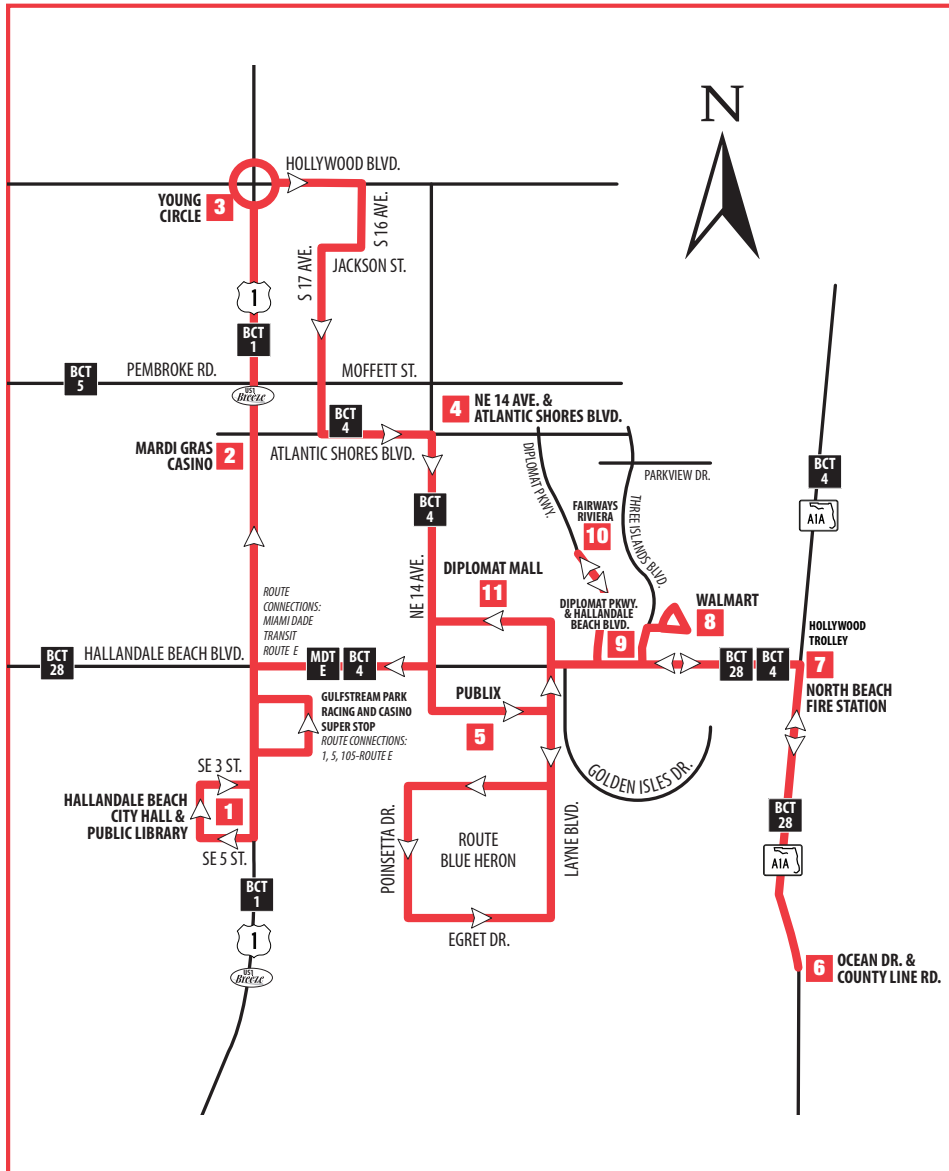 N
HOLLYWOOD BLVD.
YOUNG
CIRCLE
3
S 16 AVE.
S 17 AVE.
JACKSON ST.
1
BCT
1
BCT
5
PEMBROKE RD.
MOFFETT ST.
US1
Breeze
4
NE 14 AVE. &
ATLANTIC SHORES BLVD.
BCT
4
MARDI GRAS
CASINO
2
ATLANTIC SHORES BLVD.
DIPLOMAT PKWY.
PARKVIEW DR.
THREE ISLANDS BLVD.
BCT
4
A1A
BCT
4
FAIRWAYS
RIVIERA
10
NE 14 AVE.
DIPLOMAT MALL
11
ROUTE
CONNECTIONS:
MIAMI DADE
TRANSIT
ROUTE E
DIPLOMAT PKWY.
& HALLANDALE
BEACH BLVD.
9
WALMART
8
HOLLYWOOD
TROLLEY
BCT
28
HALLANDALE BEACH BLVD.
MDT
E
BCT
4
BCT
28
BCT
4
7
NORTH BEACH
FIRE STATION
GULFSTREAM PARK
RACING AND CASINO
SUPER STOP
ROUTE CONNECTIONS:
1, 5, 105-ROUTE E
PUBLIX
5
GOLDEN ISLES DR.
SE 3 ST.
HALLANDALE BEACH
CITY HALL &
PUBLIC LIBRARY
1
SE 5 ST.
POINSETTA DR.
ROUTE
BLUE HERON
LAYNE BLVD.
EGRET DR.
BCT
28
A1A
BCT
1
1
US1
Breeze
6
OCEAN DR. &
COUNTY LINE RD.